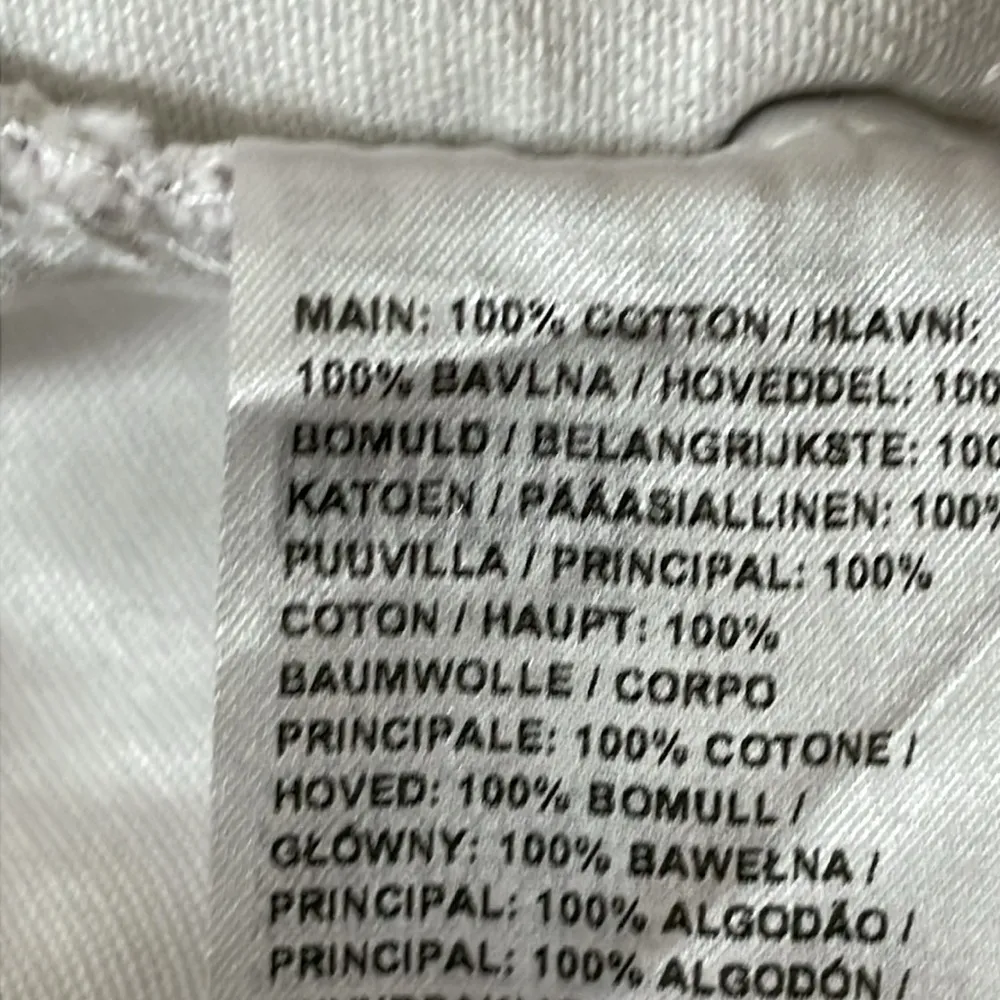 MAIN: 100% COTTON / HLAVNÍ:
100% BAVLNA / HOVEDDEL: 100
BOMULD / BELANGRIJKSTE: 100
KATOEN / PÄÄASIALLINEN: 100%
PUUVILLA / PRINCIPAL: 100%
COTON / HAUPT: 100%
BAUMWOLLE / CORPO
PRINCIPALE: 100% COTONE /
HOVED: 100% BOMULL /
GŁÓWNY: 100% BAWEŁNA /
PRINCIPAL: 100% ALGODÃO /
PRINCIPAL: 100% ALGODÓN /